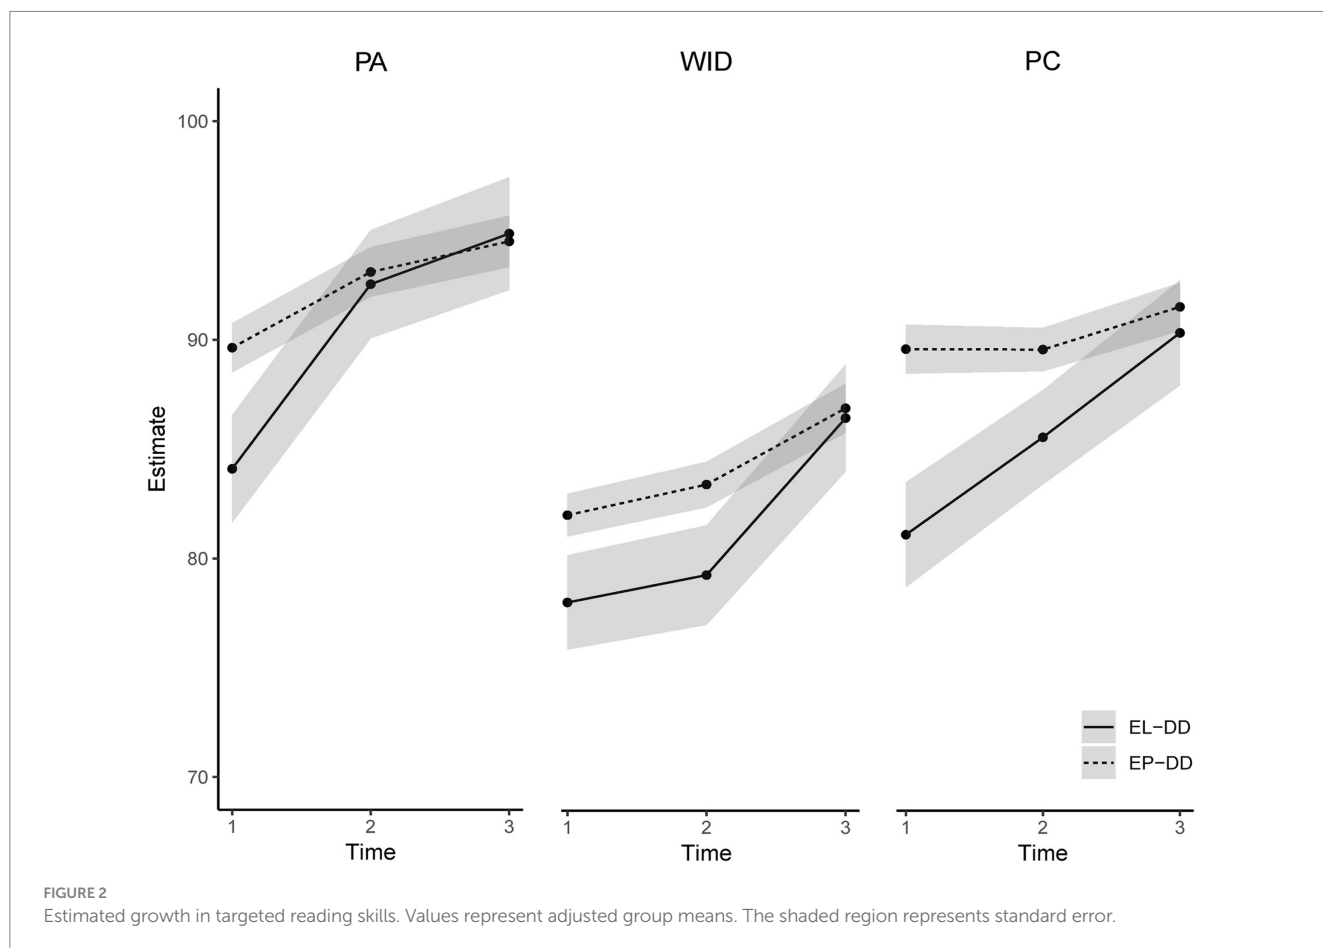 PA WID PC
100
90
80
70
Estimate
EL-DD
EP-DD
1 2 3 1 2 3 1 2 3
Time Time Time
FIGURE 2
Estimated growth in targeted reading skills. Values represent adjusted group means. The shaded region represents standard error.